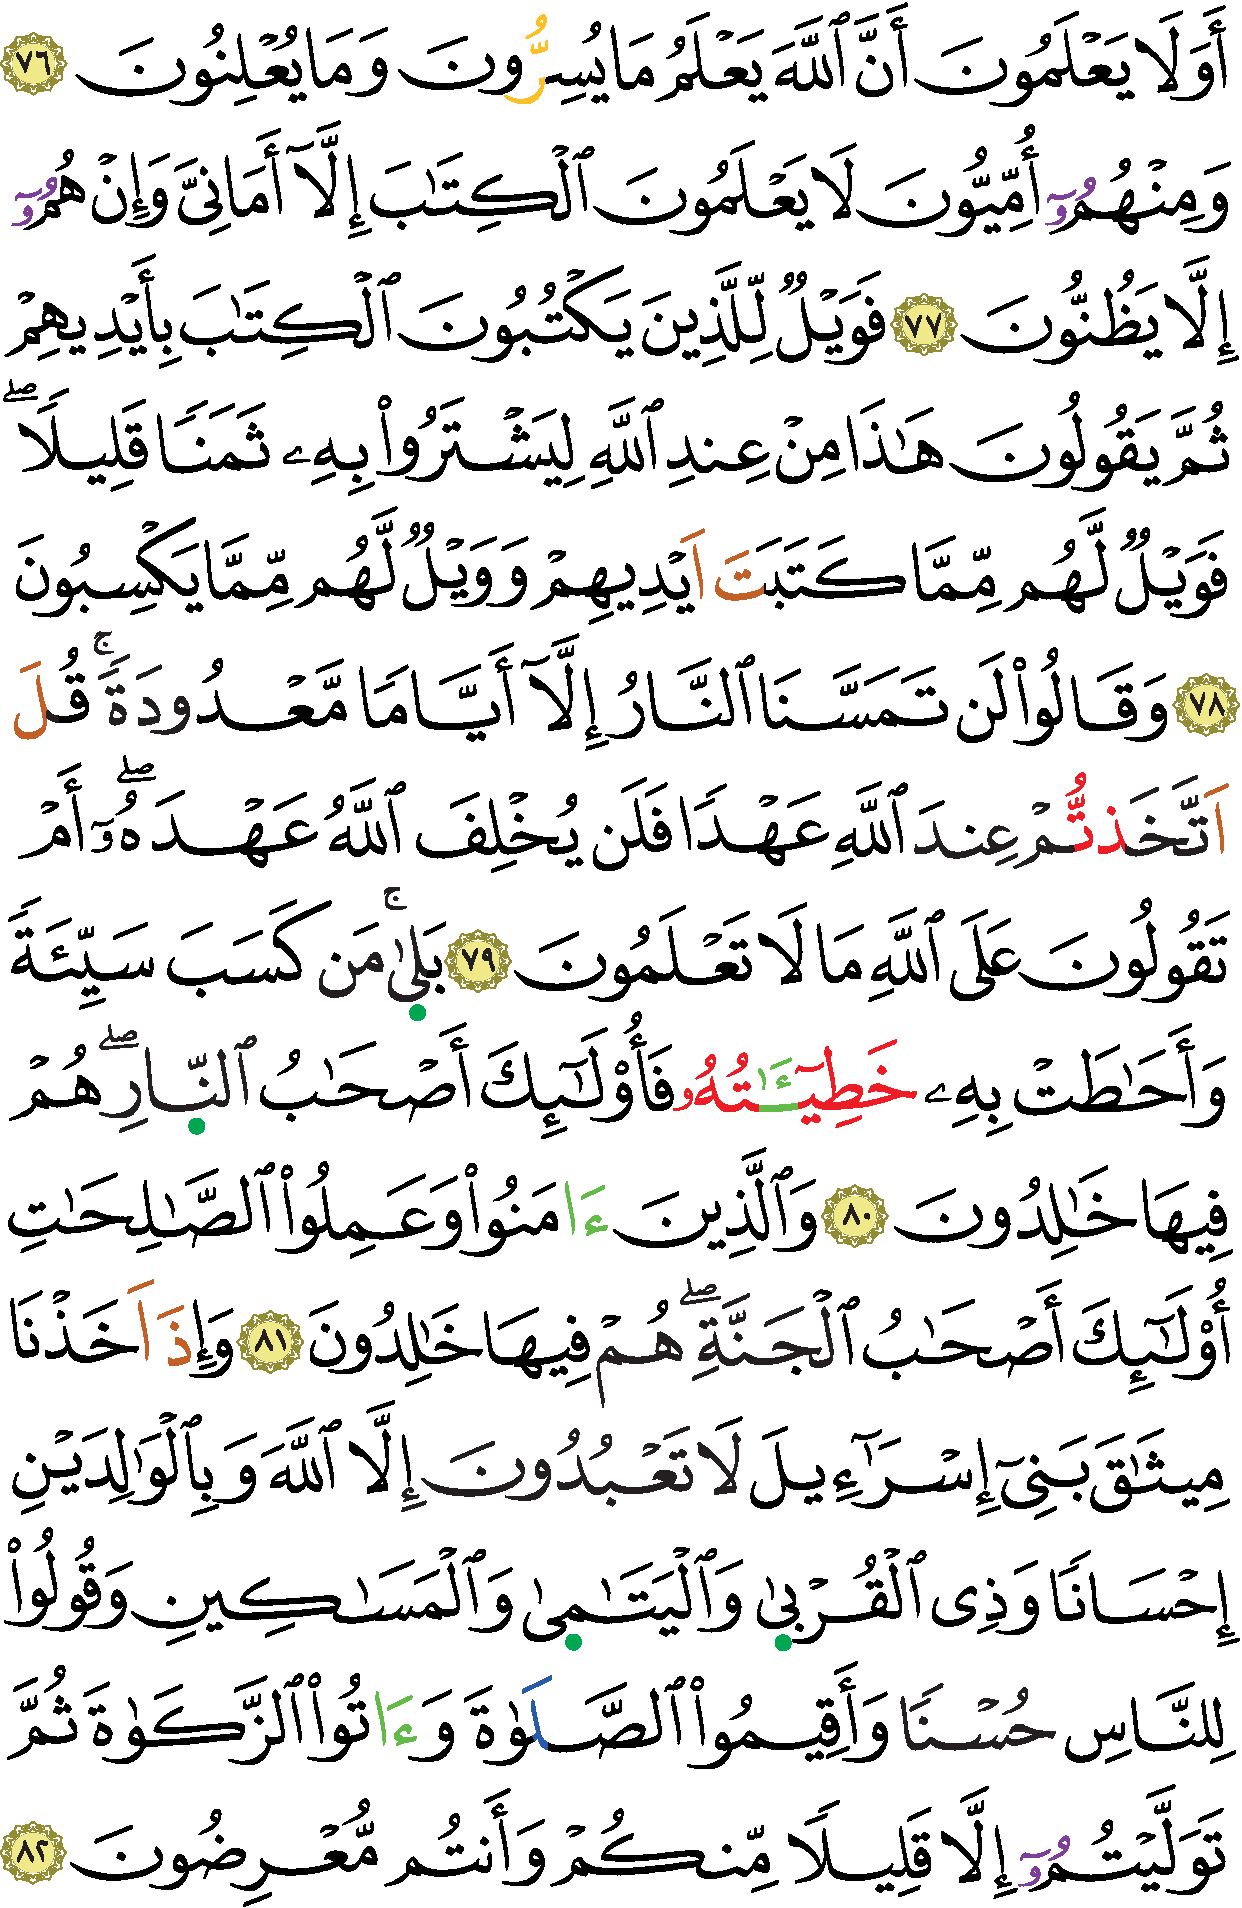 أَوَلَا يَعْلَمُونَ أَنَّ ٱللَّهَ يَعْلَمُ مَا يُسِرُّونَ وَمَا يُعْلِنُونَ ٧٦
وَمِنْهُمُۥٓ أُمِّيُّونَ لَا يَعْلَمُونَ ٱلْكِتَٰبَ إِلَّآ أَمَانِىَّ وَإِنْ هُمُۥٓ
إِلَّا يَظُنُّونَ ٧٧ فَوَيْلٌ لِّلَّذِينَ يَكْتُبُونَ ٱلْكِتَٰبَ بِأَيْدِيهِمْ
ثُمَّ يَقُولُونَ هَٰذَا مِنْ عِندِ ٱللَّهِ لِيَشْتَرُوا۟ بِهِۦ ثَمَنًا قَلِيلًا ۖ
فَوَيْلٌ لَّهُم مِّمَّا كَتَبَتَ اَيْدِيهِمْ وَوَيْلٌ لَّهُم مِّمَّا يَكْسِبُونَ
٧٨ وَقَالُوا۟ لَن تَمَسَّنَا ٱلنَّارُ إِلَّآ أَيَّامًا مَّعْدُودَةً ۚ قُلَ
اَتَّخَذتُّمْ عِندَ ٱللَّهِ عَهْدًا فَلَن يُخْلِفَ ٱللَّهُ عَهْدَهُۥٓ أَمْ
تَقُولُونَ عَلَى ٱللَّهِ مَا لَا تَعْلَمُونَ ٧٩ بَلَىٰ ۚ مَن كَسَبَ سَيِّئَةً
وَأَحَٰطَتْ بِهِۦ خَطِيٓـَٔـٰتُهُۥ فَأُو۟لَٰٓئِكَ أَصْحَٰبُ ٱلنّ۪ارِ ۖ هُمْ
فِيهَا خَٰلِدُونَ ٨٠ وَٱلَّذِينَ ءَامَنُوا۟ وَعَمِلُوا۟ ٱلصَّٰلِحَٰتِ
أُو۟لَٰٓئِكَ أَصْحَٰبُ ٱلْجَنَّةِ ۖ هُمْ فِيهَا خَٰلِدُونَ ٨١ وَإِذَ اَخَذْنَا
مِيثَٰقَ بَنِىٓ إِسْرَٰٓءِيلَ لَا تَعْبُدُونَ إِلَّا ٱللَّهَ وَبِٱلْوَٰلِدَيْنِ
إِحْسَانًا وَذِى ٱلْقُرْبَىٰ وَٱلْيَتَٰمَىٰ وَٱلْمَسَٰكِينِ وَقُولُوا۟
لِلنَّاسِ حُسْنًا وَأَقِيمُوا۟ ٱلصَّلَوٰةَ وَءَاتُوا۟ ٱلزَّكَوٰةَ ثُمَّ
تَوَلَّيْتُمُۥٓ إِلَّا قَلِيلًا مِّنكُمْ وَأَنتُم مُّعْرِضُونَ ٨٢